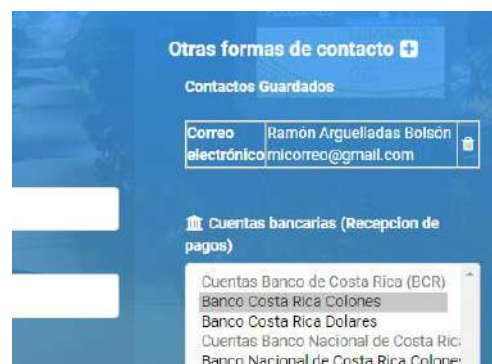 Otras formas de contacto
Contactos Guardados
Correo electrónico
Ramón Arguelladas Bolsón
micorreo@gmail.com
Cuentas bancarias (Recepcion de
pagos)
Cuentas Banco de Costa Rica (BCR)
Banco Costa Rica Colones
Banco Costa Rica Dolares
Cuentas Banco Nacional de Costa Ric
Banco Nacional de Costa Rica Colone